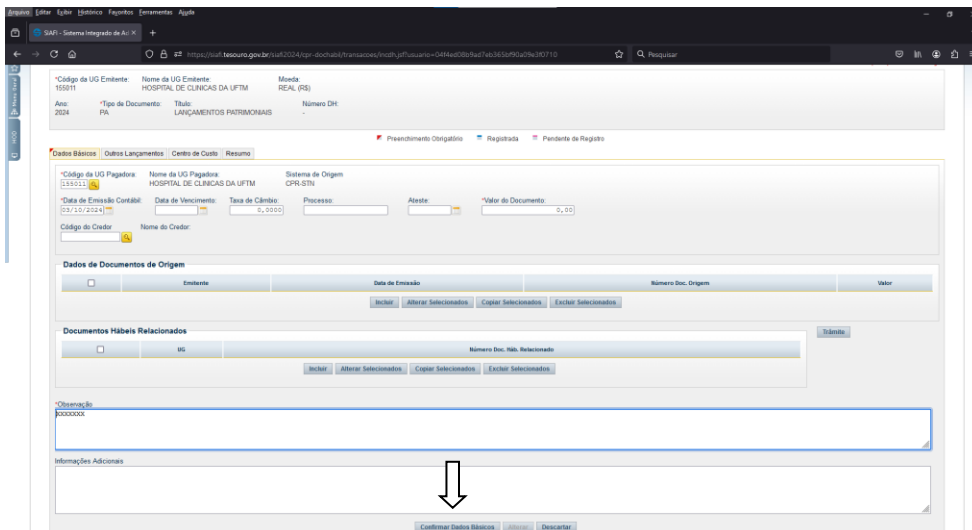 Arquivo Editar Exibir Histórico Favoritos Ferramentas Ajuda
SIAFI - Sistema Integrado de Ad
https://siafi.tesouro.gov.br/siafi2024/cpr-dochabil/transacoes/incdh.jsf?usuario=04f4ed08b9ad7eb365bf90a09e3f0710 Pesquisar
Menu Geral
HOD
*Código da UG Emitente: Nome da UG Emitente: Moeda:
155011 HOSPITAL DE CLINICAS DA UFTM REAL (R$)
Ano: *Tipo de Documento: Título: Número DH:
2024 PA LANÇAMENTOS PATRIMONIAIS -
Preenchimento Obrigatório Registrada Pendente de Registro
Dados Básicos Outros Lançamentos Centro de Custo Resumo
*Código da UG Pagadora: Nome da UG Pagadora: Sistema de Origem
155011 HOSPITAL DE CLINICAS DA UFTM CPR-STN
*Data de Emissão Contábil: Data de Vencimento: Taxa de Câmbio: Processo: Ateste: *Valor do Documento:
03/10/2024 0,0000 0,00
Código do Credor Nome do Credor:
Dados de Documentos de Origem
Emitente Data de Emissão Número Doc. Origem Valor
Incluir Alterar Selecionados Copiar Selecionados Excluir Selecionados
Documentos Hábeis Relacionados
Trâmite
UG Número Doc. Háb. Relacionado
Incluir Alterar Selecionados Copiar Selecionados Excluir Selecionados
*Observação
XXXXXXX
Informações Adicionais
Confirmar Dados Básicos Alterar Descartar